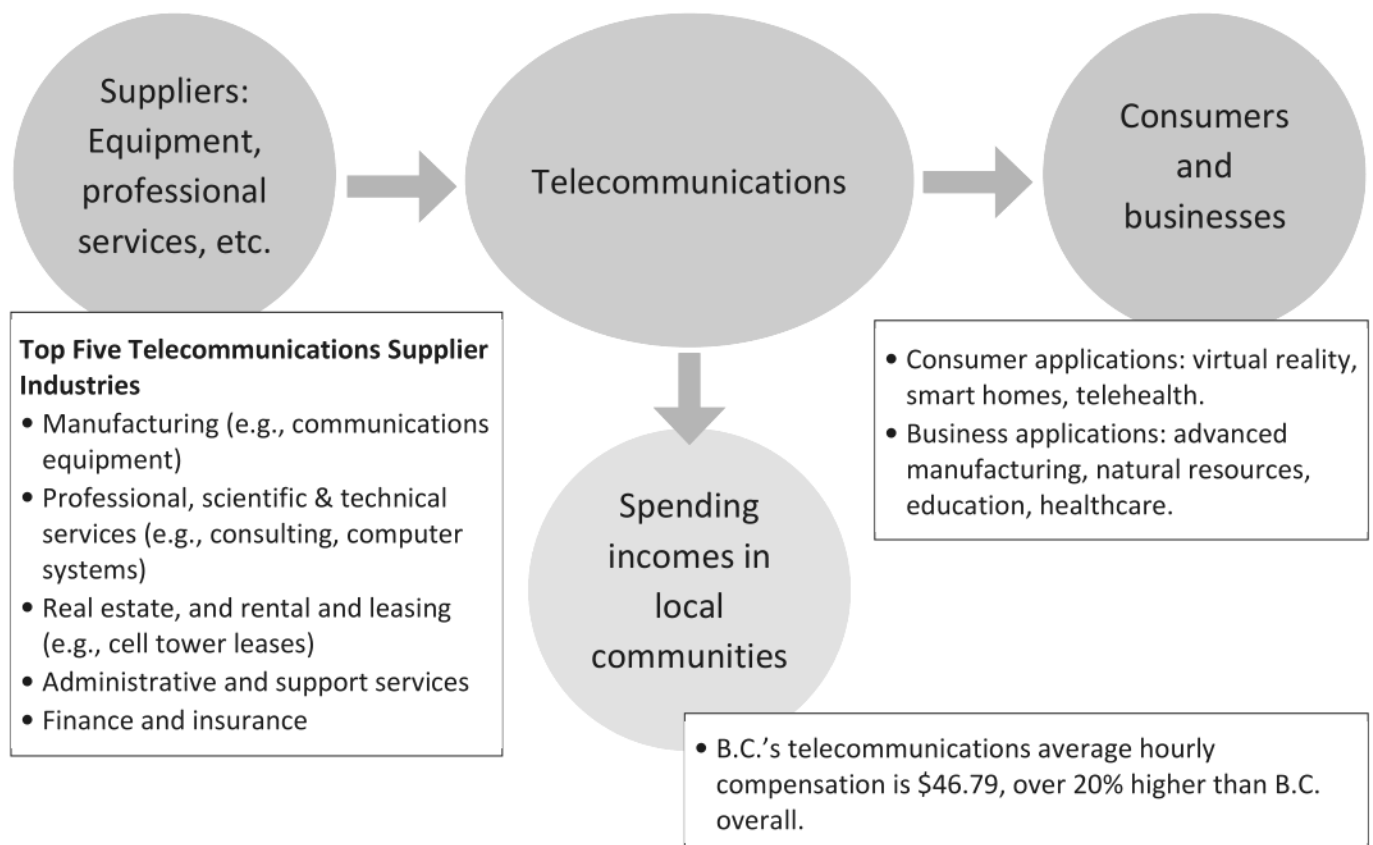 Suppliers:
Equipment,
professional
services, etc.
Telecommunications
Consumers
and
businesses
Top Five Telecommunications Supplier
Industries
• Manufacturing (e.g., communications
equipment)
• Professional, scientific & technical
services (e.g., consulting, computer
systems)
• Real estate, and rental and leasing
(e.g., cell tower leases)
• Administrative and support services
• Finance and insurance
• Consumer applications: virtual reality,
smart homes, telehealth.
• Business applications: advanced
manufacturing, natural resources,
education, healthcare.
Spending
incomes in
local
communities
• B.C.’s telecommunications average hourly
compensation is $46.79, over 20% higher than B.C.
overall.